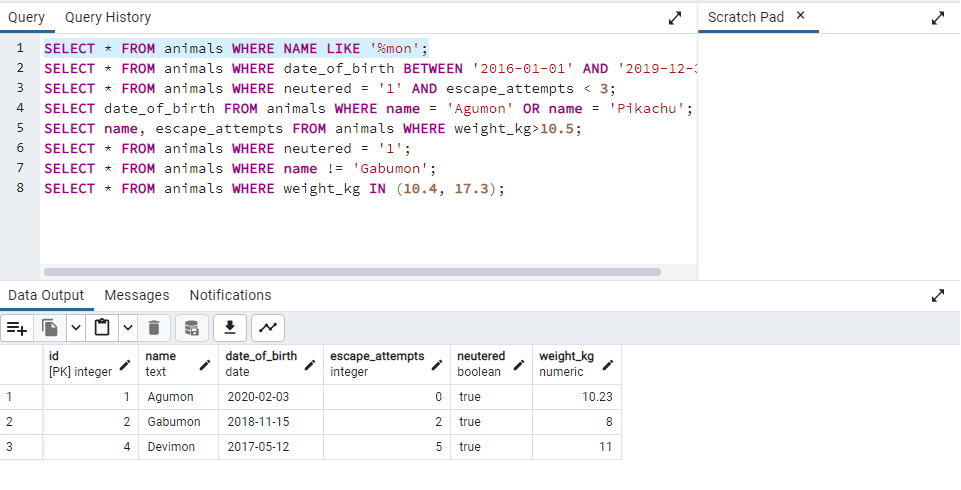 Query Query History
Scratch Pad ×
1 SELECT * FROM animals WHERE NAME LIKE '%mon';
2 SELECT * FROM animals WHERE date_of_birth BETWEEN '2016-01-01' AND '2019-12-3
3 SELECT * FROM animals WHERE neutered = '1' AND escape_attempts < 3;
4 SELECT date_of_birth FROM animals WHERE name = 'Agumon' OR name = 'Pikachu';
5 SELECT name, escape_attempts FROM animals WHERE weight_kg>10.5;
6 SELECT * FROM animals WHERE neutered = '1';
7 SELECT * FROM animals WHERE name != 'Gabumon';
8 SELECT * FROM animals WHERE weight_kg IN (10.4, 17.3);
Data Output Messages Notifications
id name date_of_birth escape_attempts neutered weight_kg
[PK] integer text date integer boolean numeric
1 1 Agumon 2020-02-03 0 true 10.23
2 2 Gabumon 2018-11-15 2 true 8
3 4 Devimon 2017-05-12 5 true 11